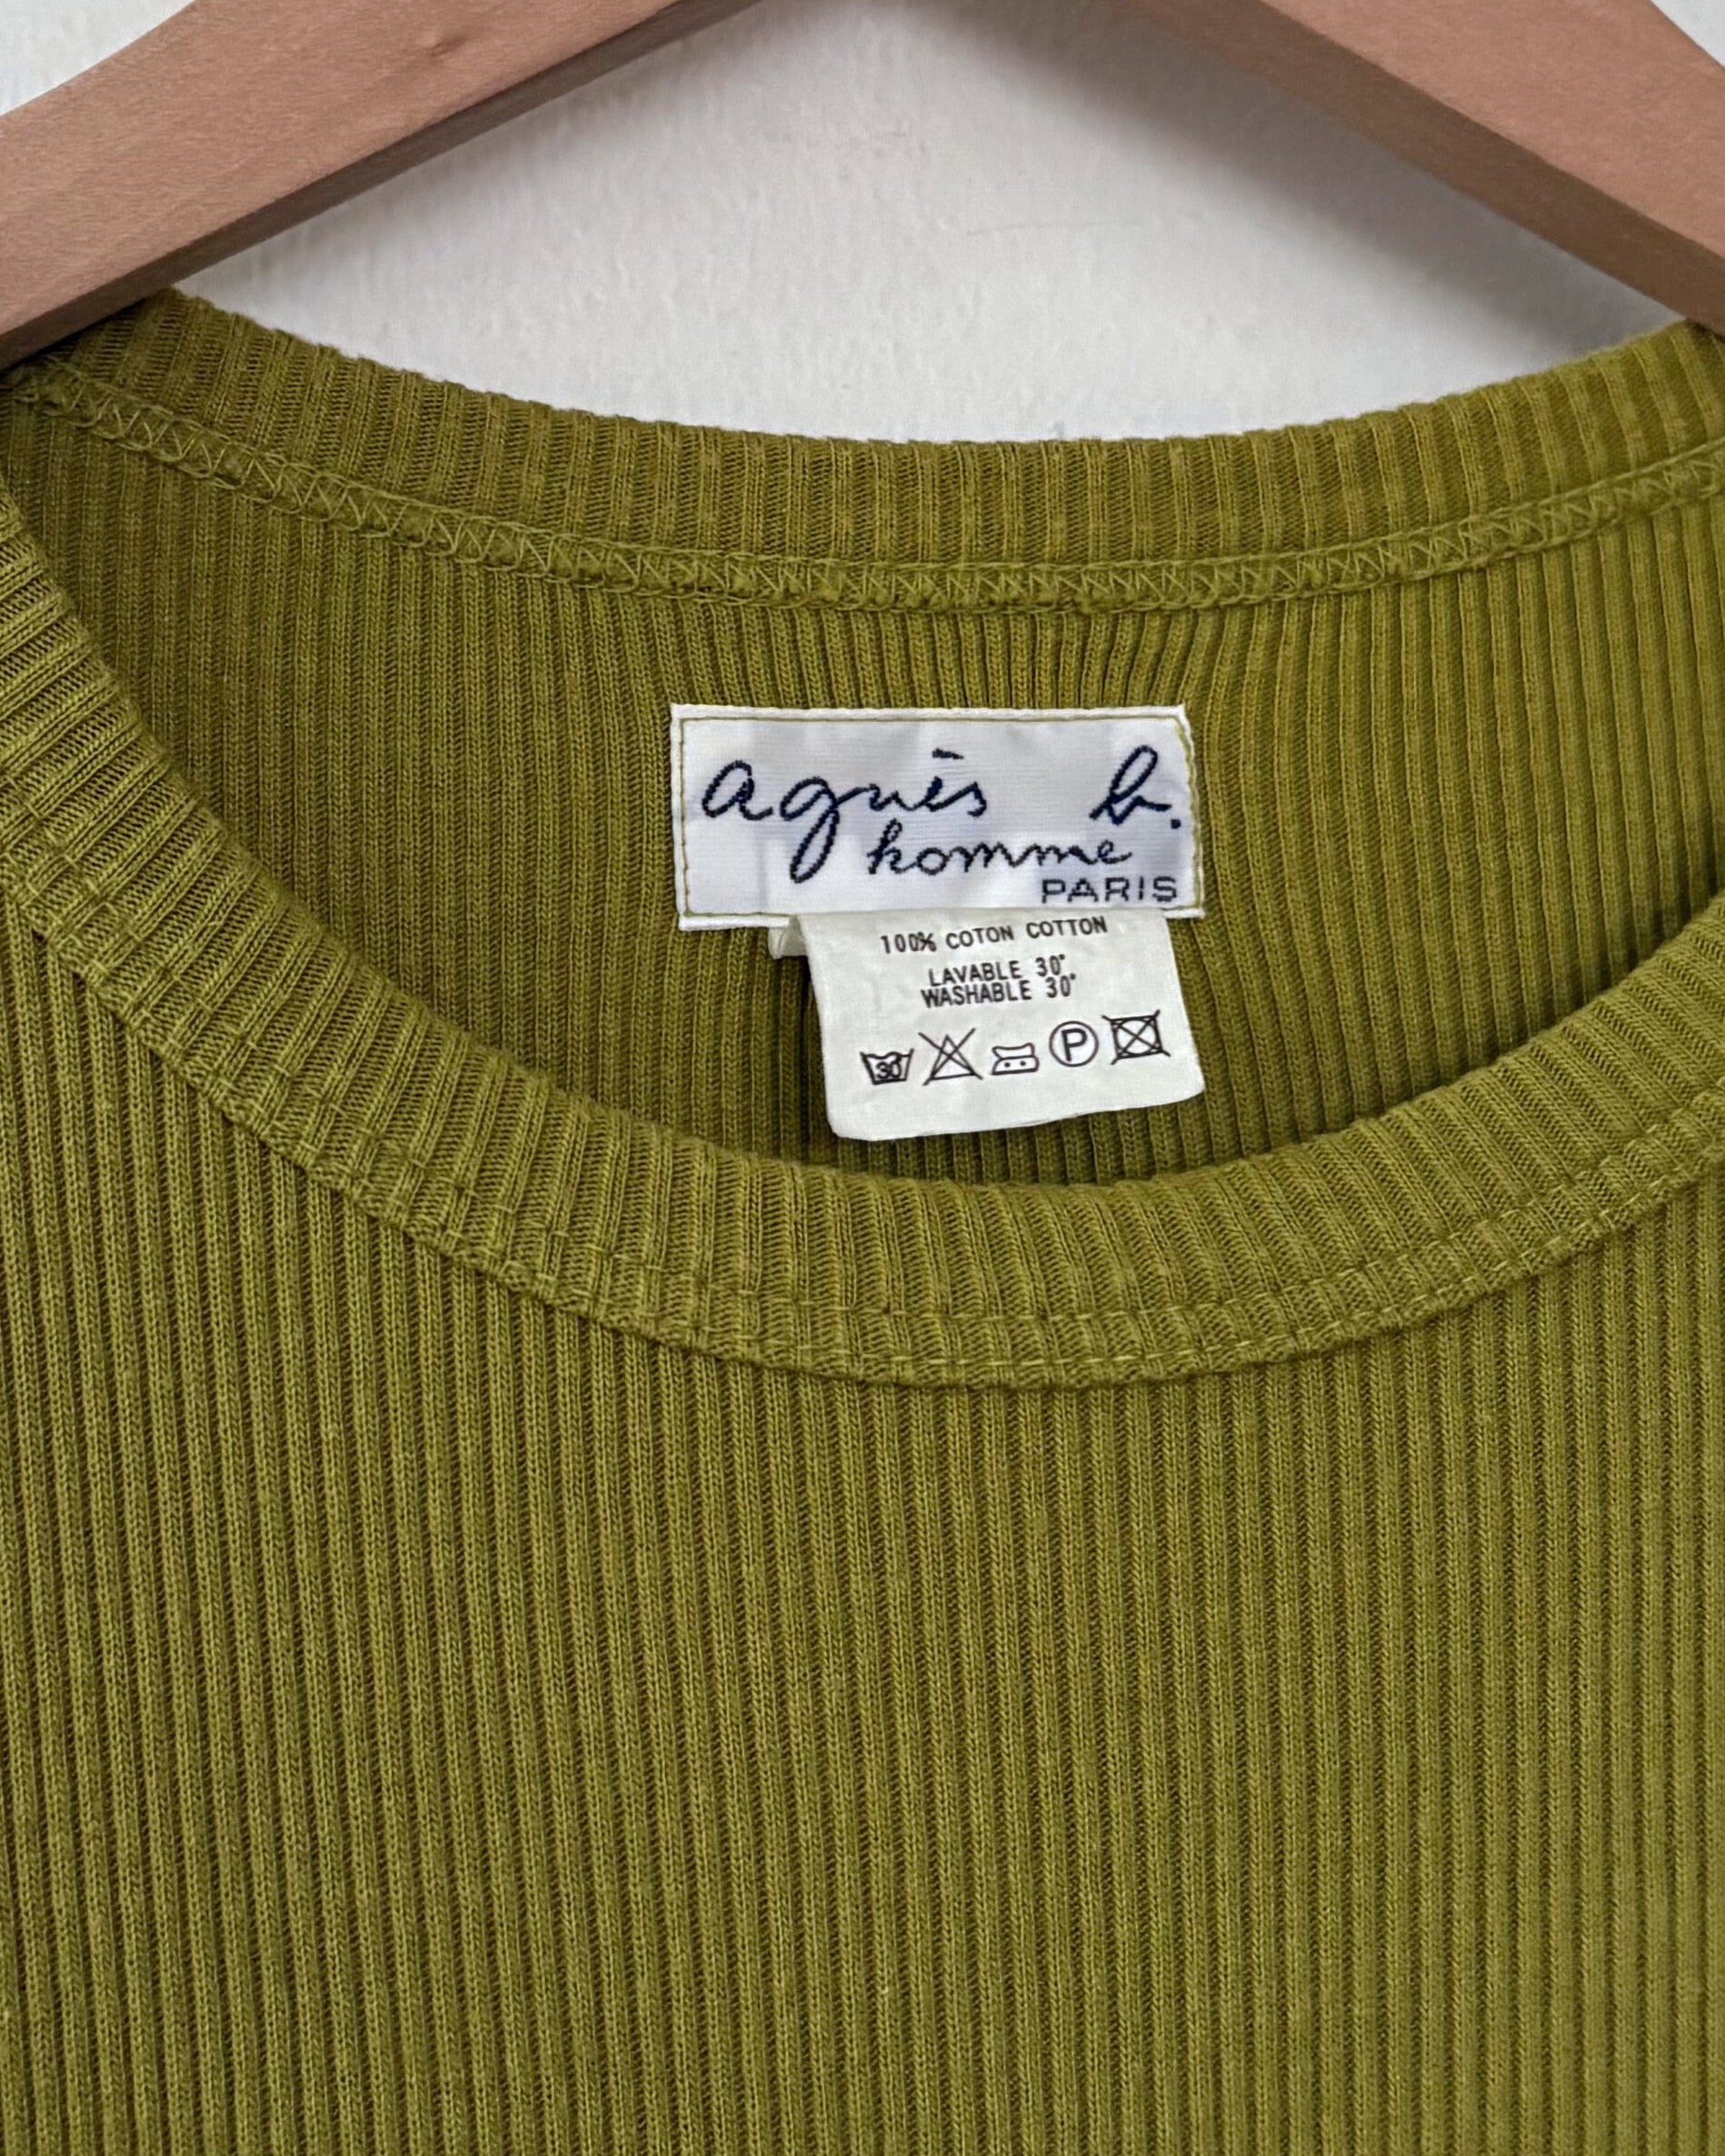 agnès b.
homme
PARIS
100% COTON COTTON
LAVABLE 30°
WASHABLE 30°
30 P